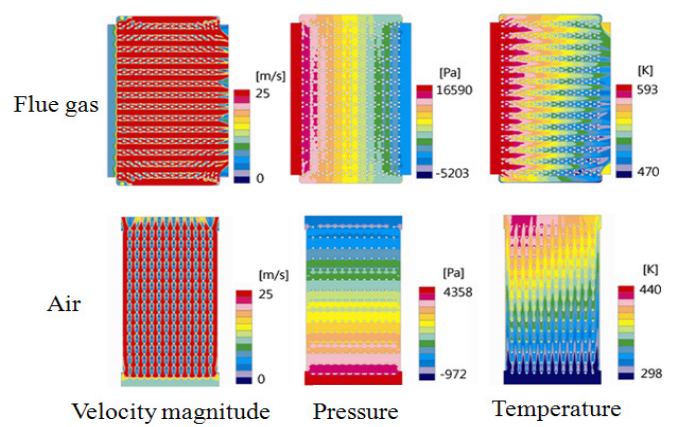 Flue gas
[m/s]
25
0
[Pa]
16590
-5203
[K]
593
470
Air
[m/s]
25
0
[Pa]
4358
-972
[K]
440
298
Velocity magnitude
Pressure
Temperature